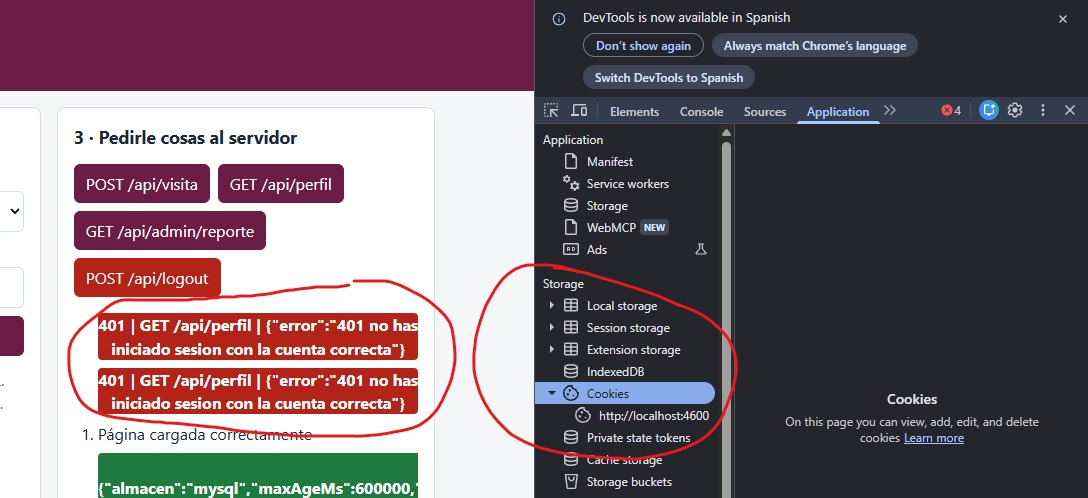 3 · Pedirle cosas al servidor
POST /api/visita
GET /api/perfil
GET /api/admin/reporte
POST /api/logout
401 | GET /api/perfil | {"error":"401 no has
iniciado sesion con la cuenta correcta"}
401 | GET /api/perfil | {"error":"401 no has
iniciado sesion con la cuenta correcta"}
1. Página cargada correctamente
{"almacen":"mysql","maxAgeMs":600000,"
DevTools is now available in Spanish
Don't show again
Always match Chrome's language
Switch DevTools to Spanish
Elements
Console
Sources
Application
4
Application
Manifest
Service workers
Storage
WebMCP NEW
Ads
Storage
Local storage
Session storage
Extension storage
IndexedDB
Cookies
http://localhost:4600
Private state tokens
Cache storage
Storage buckets
Cookies
On this page you can view, add, edit, and delete
cookies Learn more